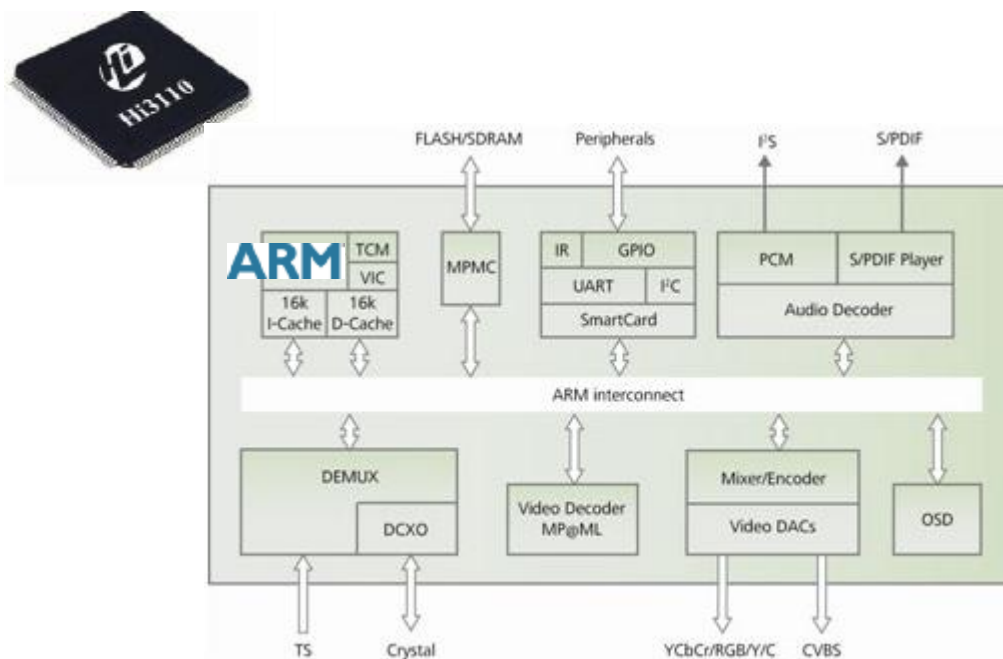 Hi
Hi3110
FLASH/SDRAM
Peripherals
I²S
S/PDIF
ARM
TCM
VIC
16k
I-Cache
16k
D-Cache
MPMC
IR
GPIO
UART
I²C
SmartCard
PCM
S/PDIF Player
Audio Decoder
ARM interconnect
DEMUX
DCXO
Video Decoder
MP@ML
Mixer/Encoder
Video DACs
OSD
TS
Crystal
YCbCr/RGB/Y/C
CVBS